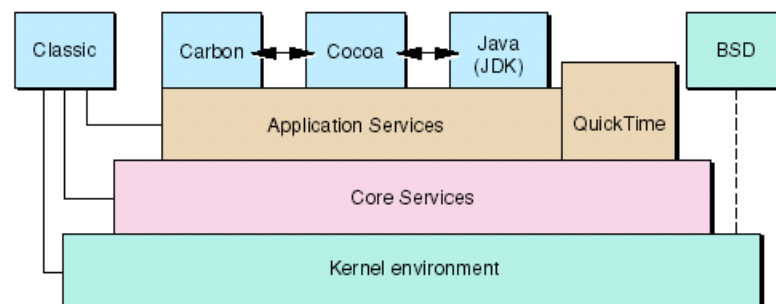 Classic
Carbon
Cocoa
Java
(JDK)
BSD
Application Services
QuickTime
Core Services
Kernel environment